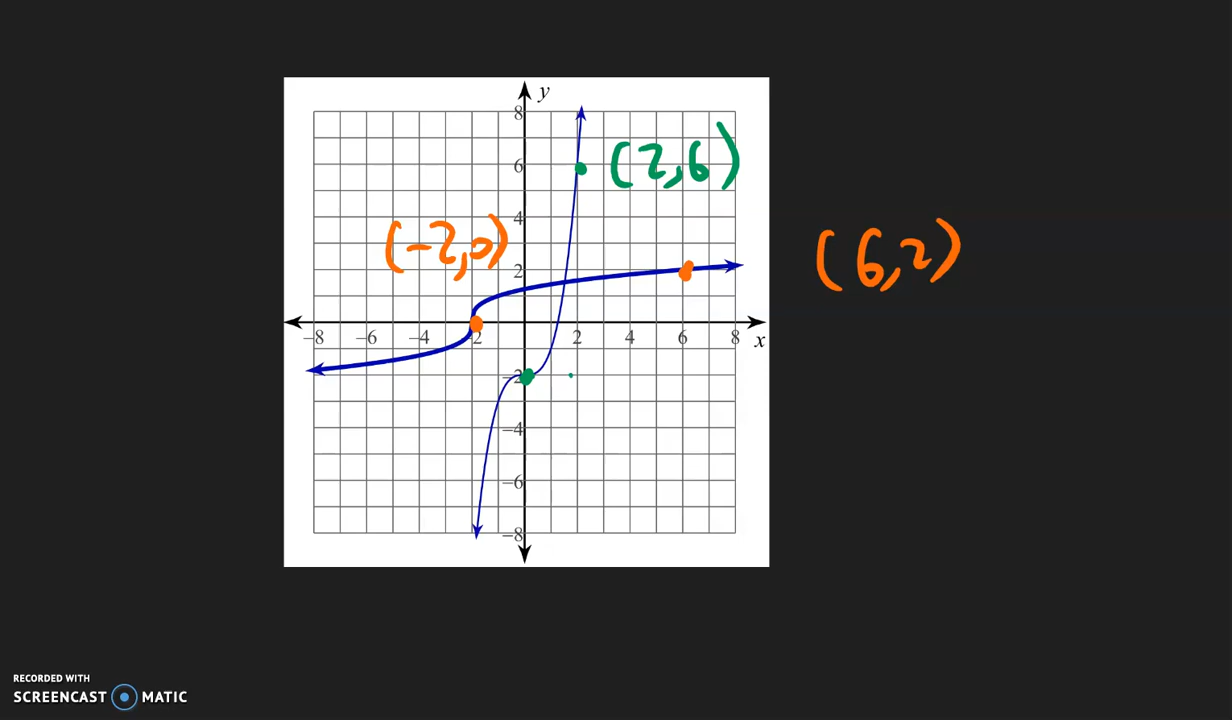 y
8
(2,6)
6
4
(-2,0)
(6,2)
2
-8 -6 -4 -2 2 4 6 8 x
-2
-4
-6
-8
RECORDED WITH
SCREENCAST MATIC